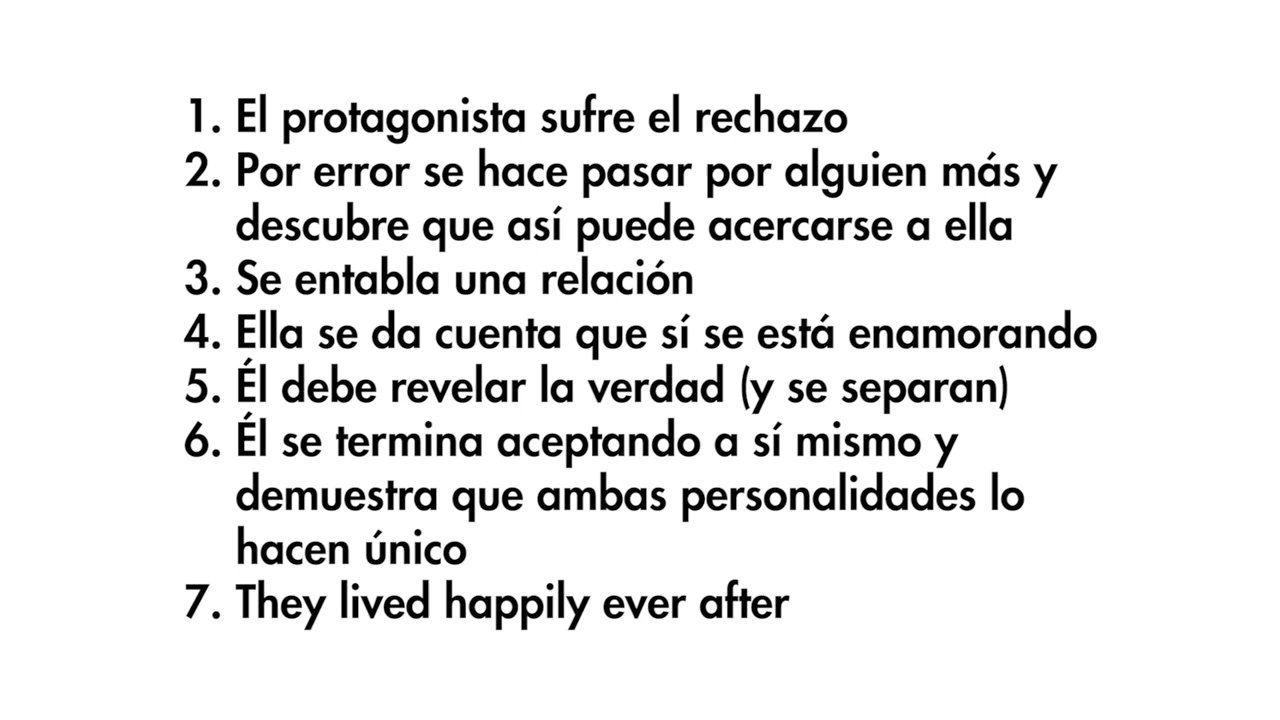 1. El protagonista sufre el rechazo
2. Por error se hace pasar por alguien más y
descubre que así puede acercarse a ella
3. Se entabla una relación
4. Ella se da cuenta que sí se está enamorando
5. Él debe revelar la verdad (y se separan)
6. Él se termina aceptando a sí mismo y
demuestra que ambas personalidades lo
hacen único
7. They lived happily ever after